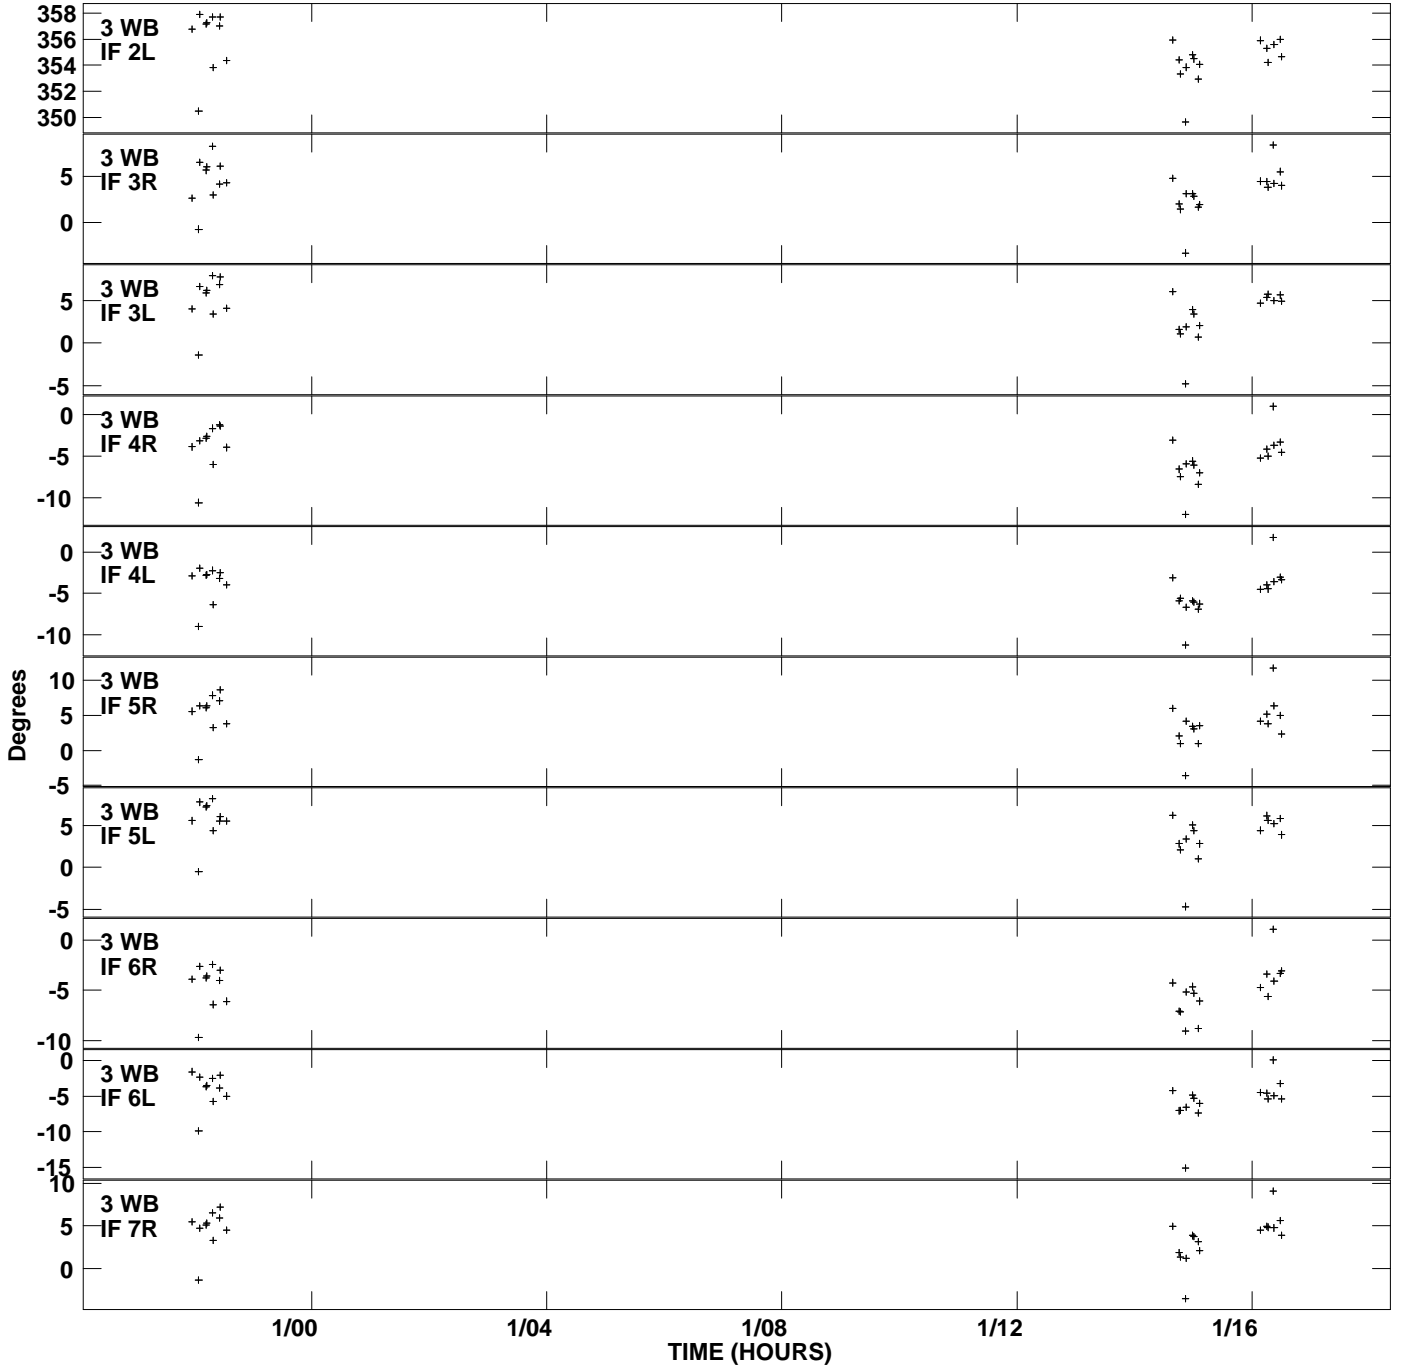 358
356
354
352
350
3 WB
IF 2L
5
0
3 WB
IF 3R
5
0
-5
3 WB
IF 3L
0
-5
-10
3 WB
IF 4R
0
-5
-10
3 WB
IF 4L
10
5
0
-5
3 WB
IF 5R
5
0
-5
3 WB
IF 5L
0
-5
-10
3 WB
IF 6R
0
-5
-10
-15
3 WB
IF 6L
10
5
0
3 WB
IF 7R
Degrees
1/00 1/04 1/08 1/12 1/16
TIME (HOURS)